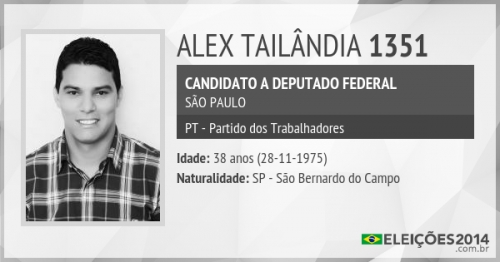 ALEX TAILÂNDIA 1351
CANDIDATO A DEPUTADO FEDERAL
SÃO PAULO
PT - Partido dos Trabalhadores
Idade: 38 anos (28-11-1975)
Naturalidade: SP - São Bernardo do Campo
ELEIÇÕES2014
.com.br